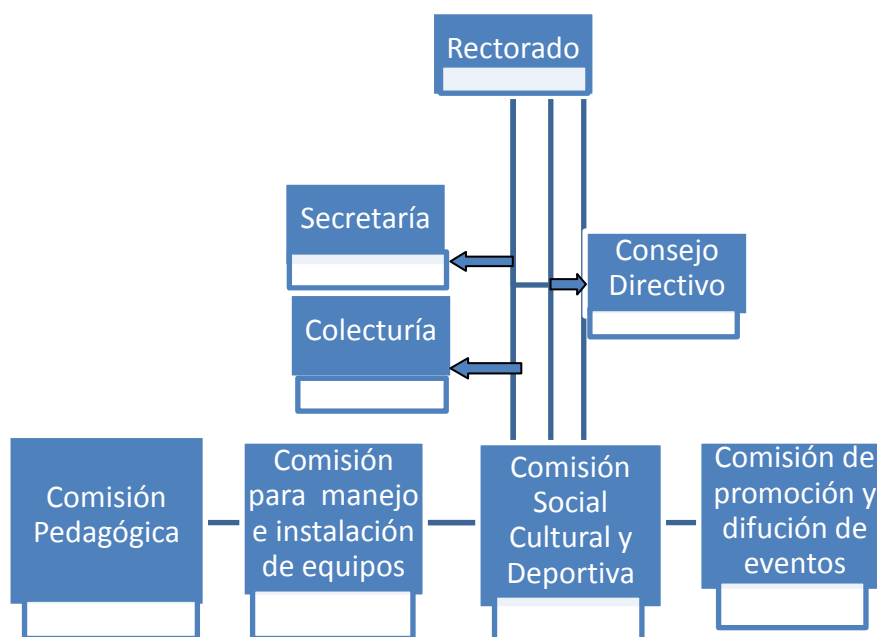 Rectorado
Secretaría
Consejo
Directivo
Colecturía
Comisión
Pedagógica
Comisión
para manejo
e instalación
de equipos
Comisión
Social
Cultural y
Deportiva
Comisión de
promoción y
difución de
eventos